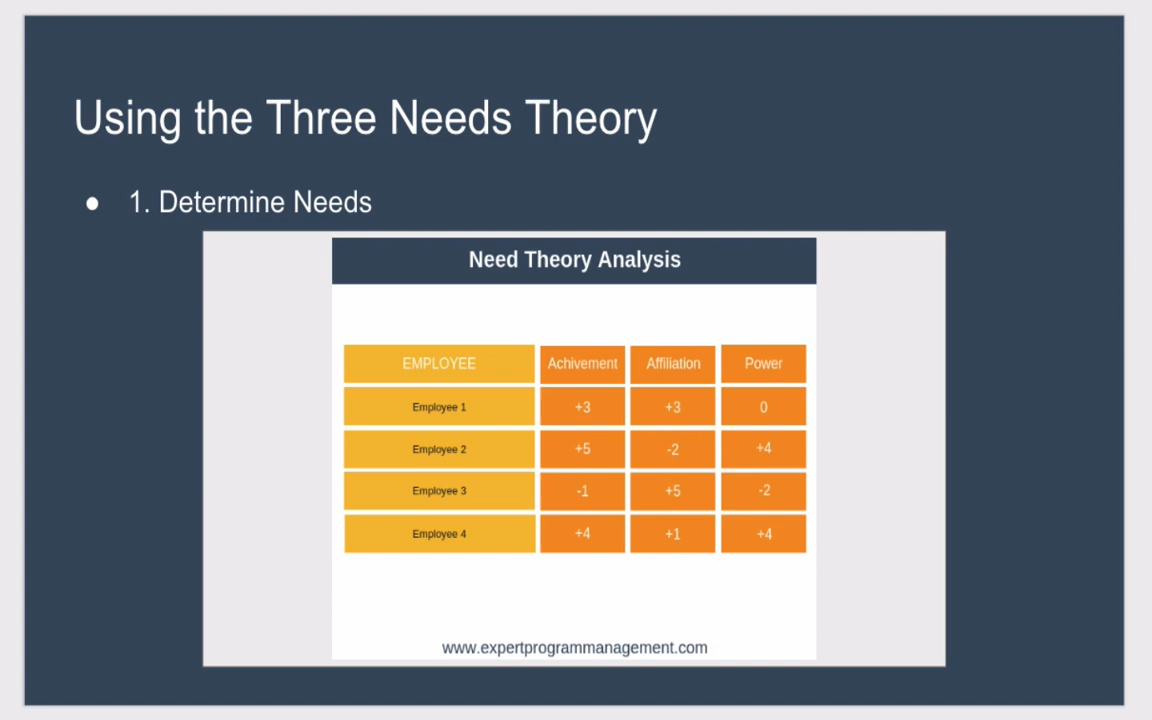 Using the Three Needs Theory
● 1. Determine Needs
Need Theory Analysis
EMPLOYEE Achivement Affiliation Power
Employee 1 +3 +3 0
Employee 2 +5 -2 +4
Employee 3 -1 +5 -2
Employee 4 +4 +1 +4
www.expertprogrammanagement.com